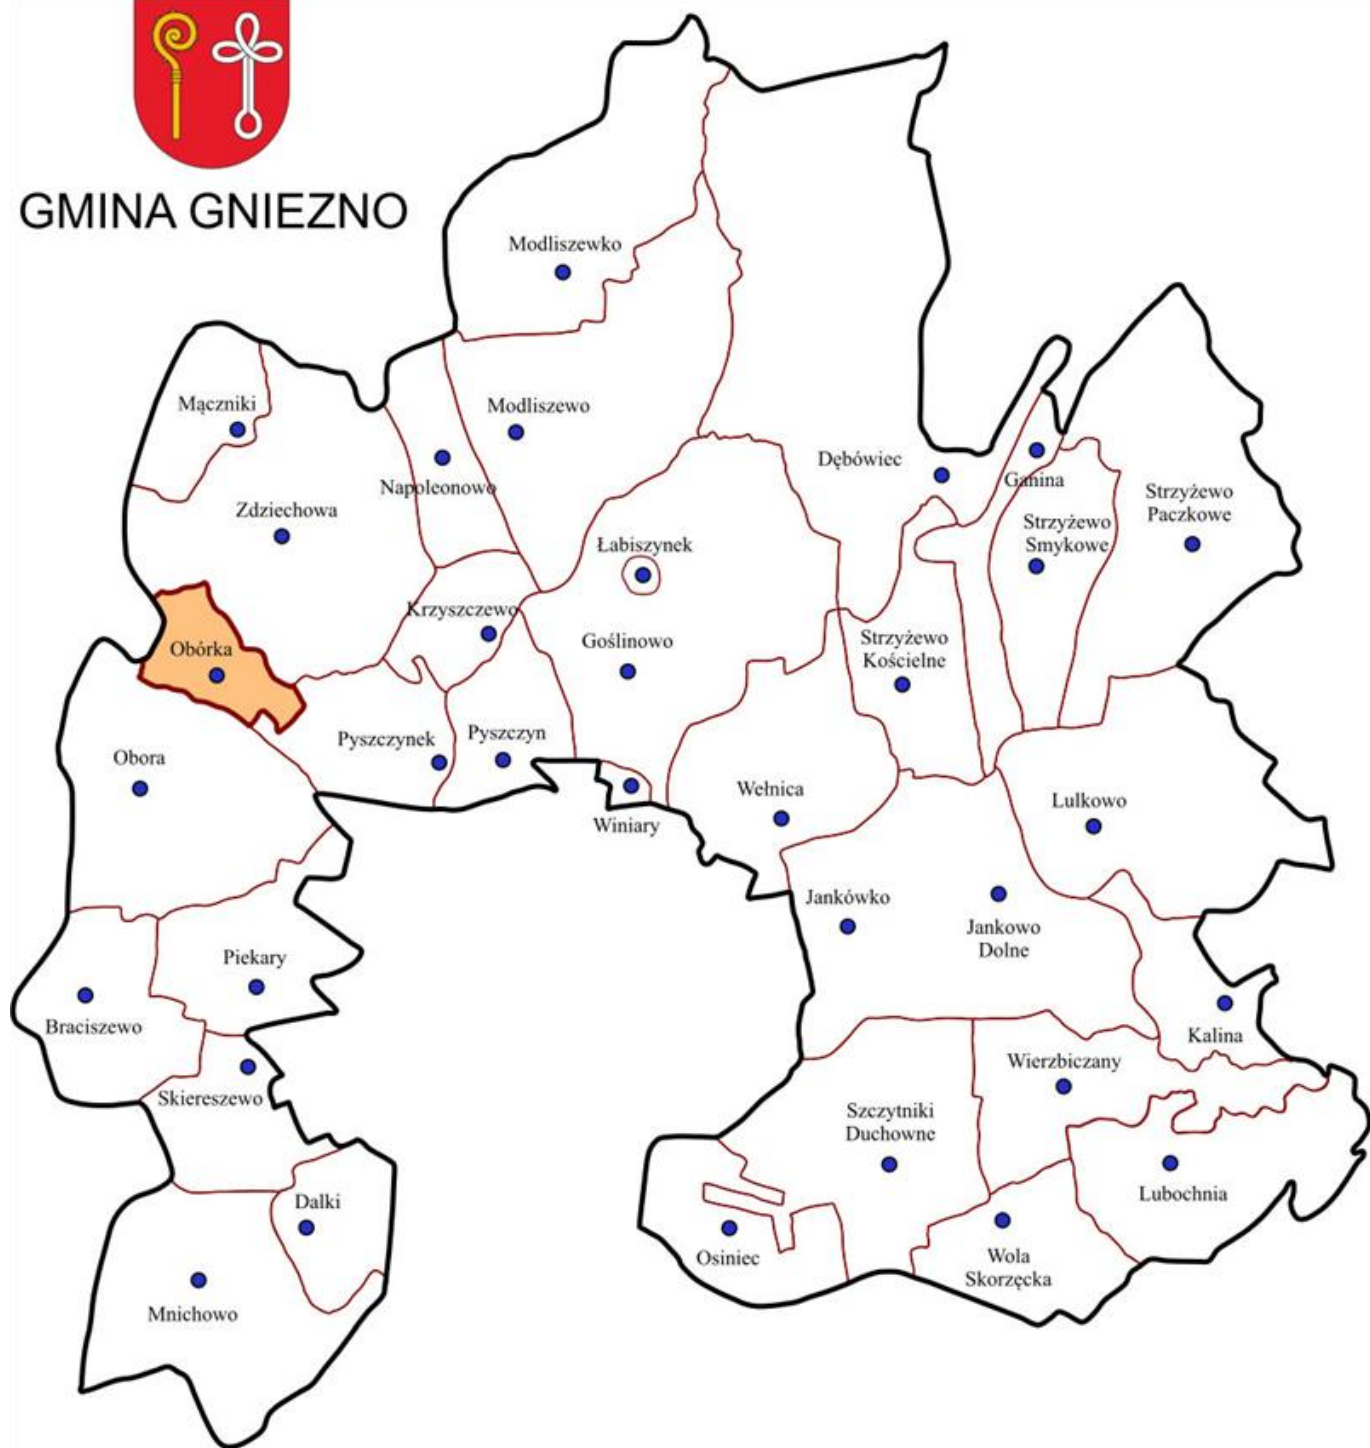 GMINA GNIEZNO
Modliszewko
Mączniki
Modliszewo
Napoleonowo
Dębówiec
Ganina
Zdziechowa
Strzyżewo
Paczkowe
Strzyżewo
Smykowe
Łabiszynek
Krzyszczewo
Goślinowo
Strzyżewo
Kościelne
Obórka
Pyszczynek
Pyszczyn
Obora
Winiary
Wełnica
Lulkowo
Jankówko
Jankowo
Dolne
Piekary
Braciszewo
Kalina
Skiereszewo
Wierzbiczany
Szczytniki
Duchowne
Lubochnia
Dalki
Osiniec
Wola
Skorzęcka
Mnichowo